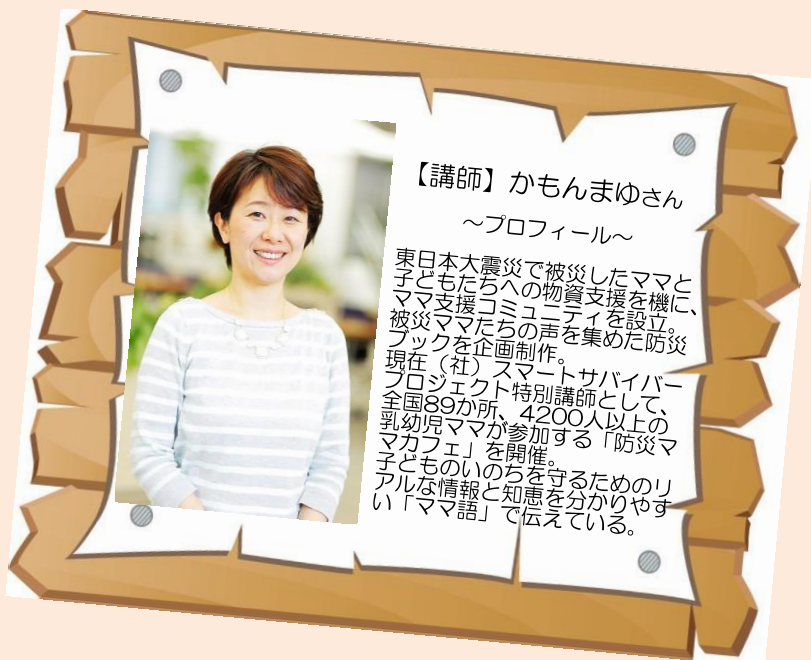 【講師】かもんまゆさん
～プロフィール～
東日本大震災で被災したママと
子どもたちへの物資支援を機に、
ママ支援コミュニティを設立。
被災ママたちの声を集めた防災
ブックを企画制作。
現在（社）スマートサバイバー
プロジェクト特別講師として、
全国89か所、4200人以上の
乳幼児ママが参加する「防災マ
マカフェ」を開催。
子どものいのちを守るためのリ
アルな情報と知恵を分かりやす
い「ママ語」で伝えている。